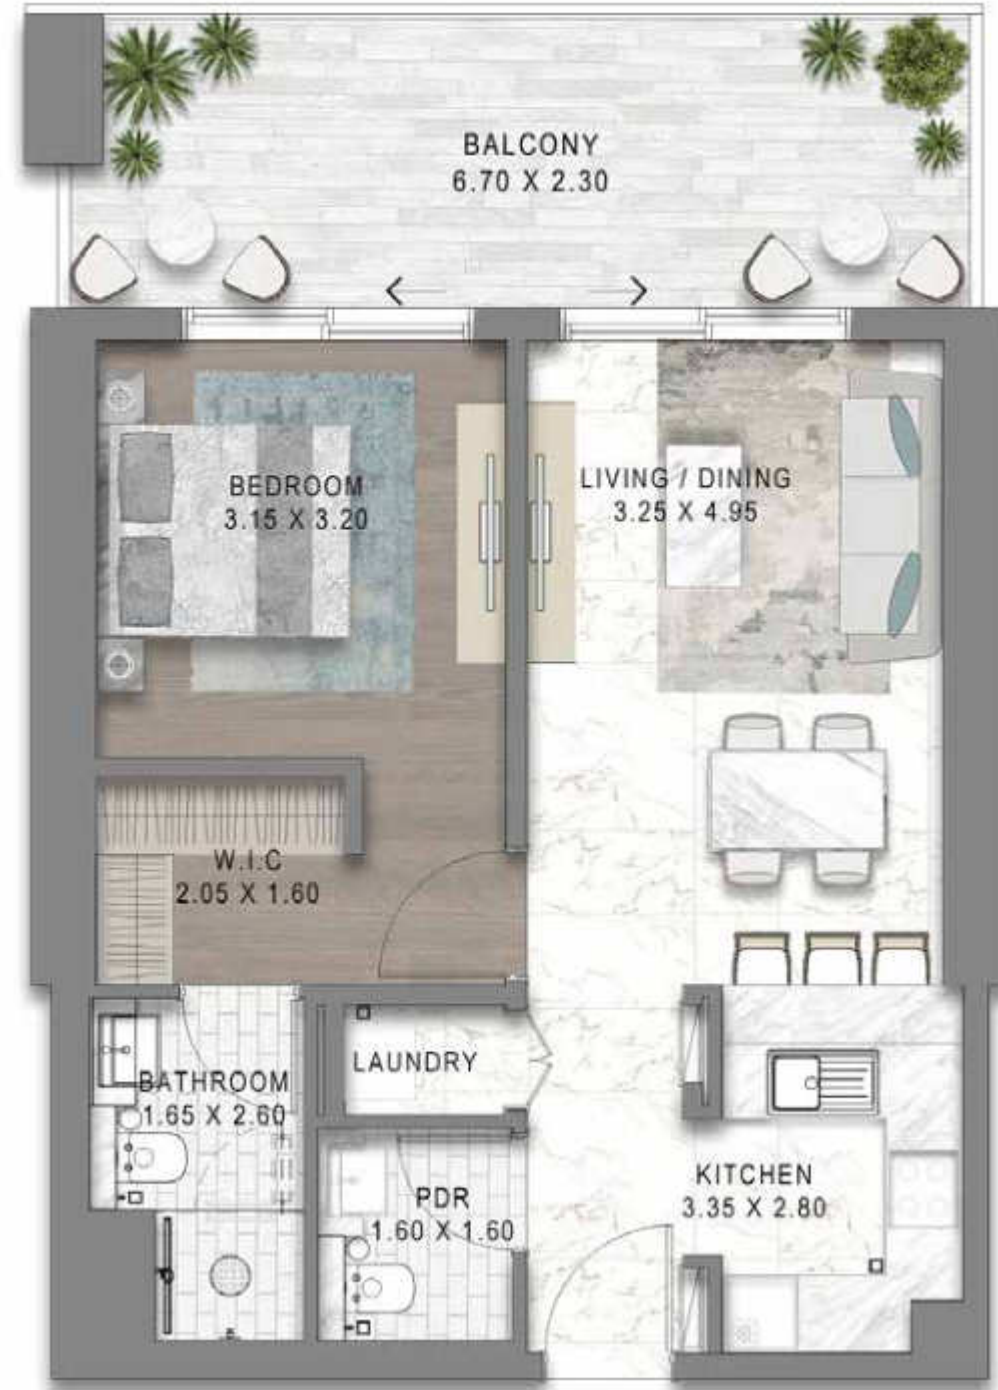 BALCONY
6.70 X 2.30
BEDROOM
3.15 X 3.20
LIVING / DINING
3.25 X 4.95
W.I.C
2.05 X 1.60
LAUNDRY
BATHROOM
1.65 X 2.60
PDR
1.60 X 1.60
KITCHEN
3.35 X 2.80